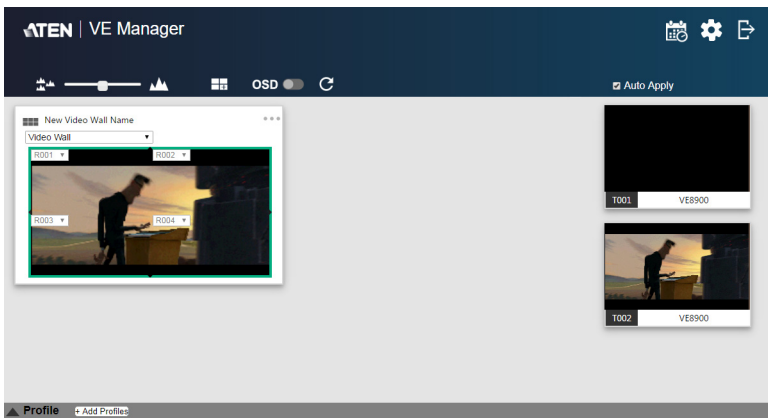 ATEN VE Manager
OSD
Auto Apply
New Video Wall Name
Video Wall
R001 R002
R003 R004
T001 VE8900
T002 VE8900
Profile + Add Profiles